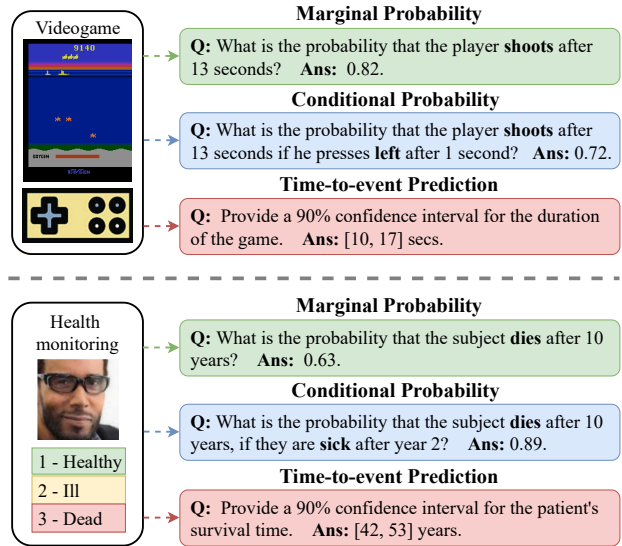 Marginal Probability
Videogame
9140
Q: What is the probability that the player shoots after
13 seconds? Ans: 0.82.
Conditional Probability
Q: What is the probability that the player shoots after
13 seconds if he presses left after 1 second? Ans: 0.72.
OXYGEN
ACTIVISION
Time-to-event Prediction
Q: Provide a 90% confidence interval for the duration
of the game. Ans: [10, 17] secs.
Marginal Probability
Health
monitoring
Q: What is the probability that the subject dies after 10
years? Ans: 0.63.
Conditional Probability
Q: What is the probability that the subject dies after 10
years, if they are sick after year 2? Ans: 0.89.
1 - Healthy
2 - Ill
3 - Dead
Time-to-event Prediction
Q: Provide a 90% confidence interval for the patient's
survival time. Ans: [42, 53] years.